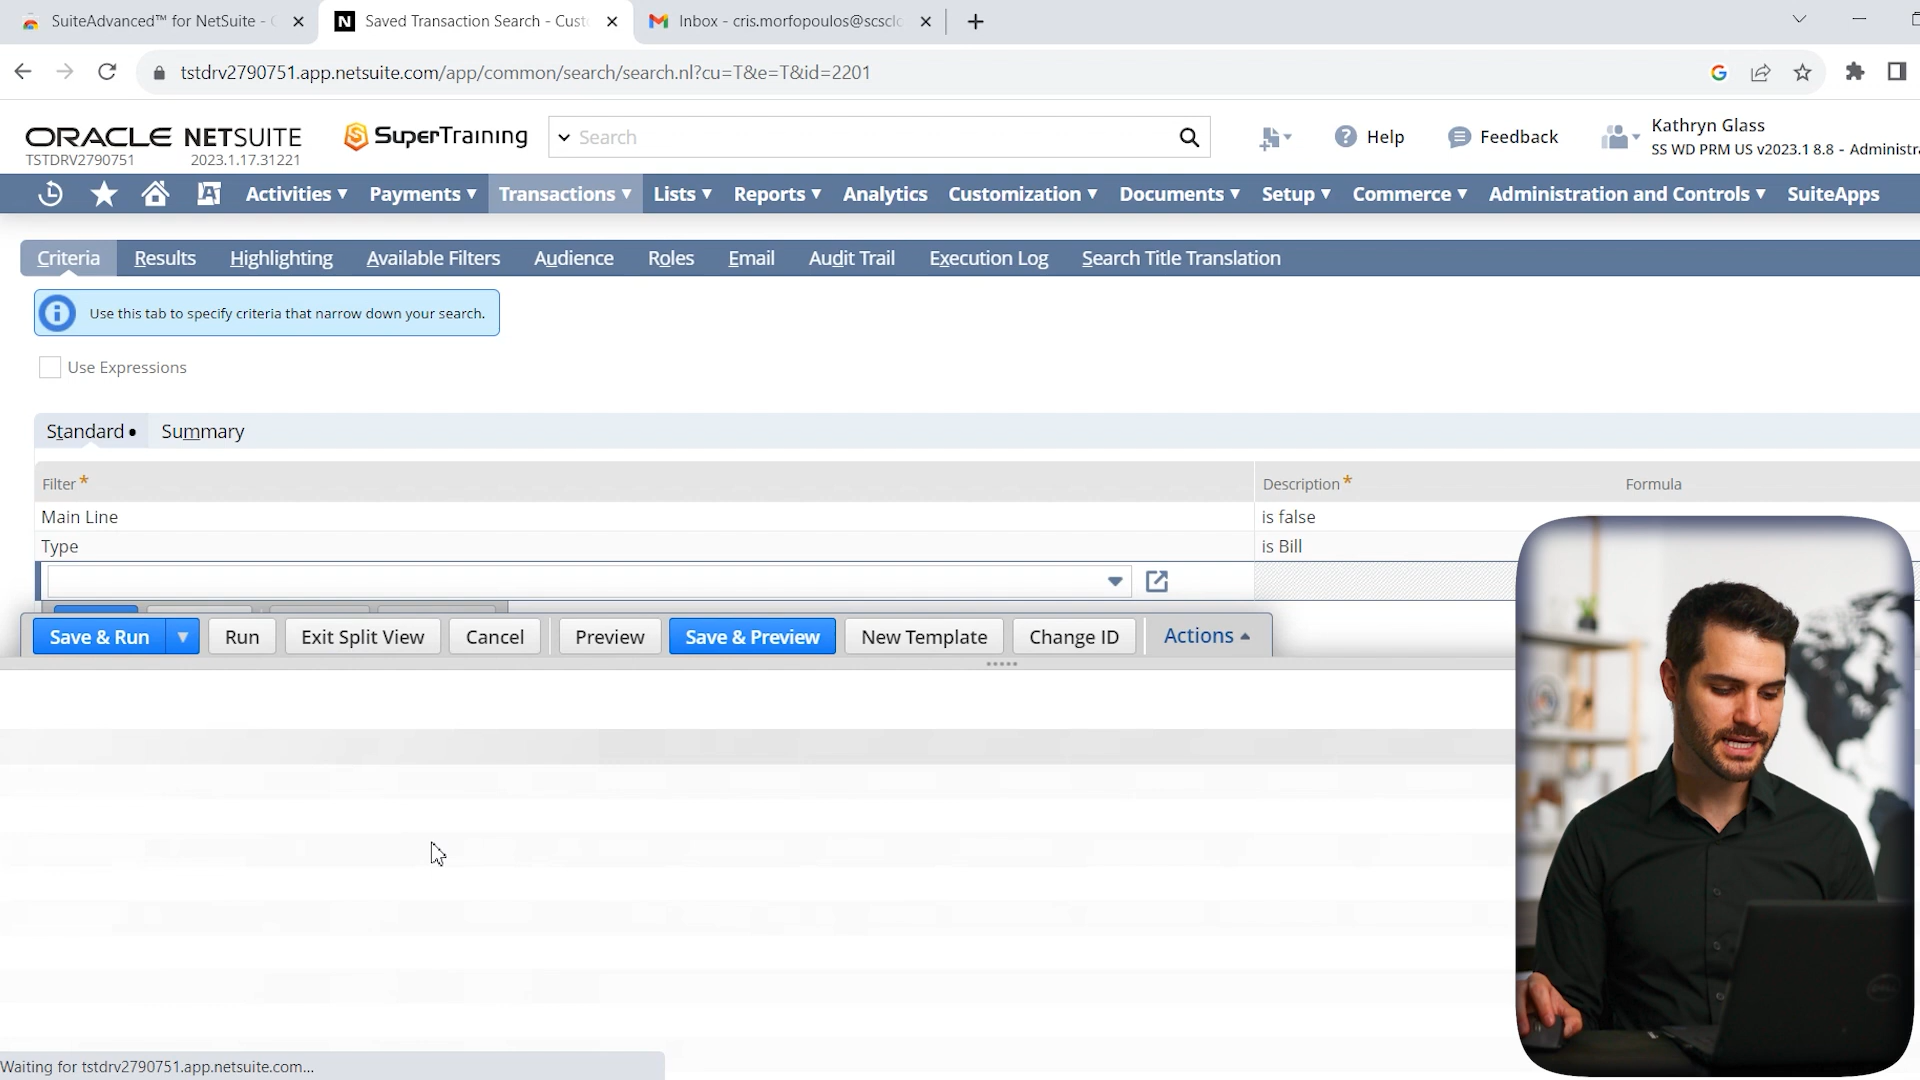 SuiteAdvanced™ for NetSuite -
Saved Transaction Search - Cust
Inbox - cris.morfopoulos@scsclo
tstdrv2790751.app.netsuite.com/app/common/search/search.nl?cu=T&e=T&id=2201
ORACLE NETSUITE
TSTDRV2790751 2023.1.17.31221
SuperTraining
Search
Help
Feedback
Kathryn Glass
SS WD PRM US v2023.1 8.8 - Administra
Activities Payments Transactions Lists Reports Analytics Customization Documents Setup Commerce Administration and Controls SuiteApps
Criteria Results Highlighting Available Filters Audience Roles Email Audit Trail Execution Log Search Title Translation
Use this tab to specify criteria that narrow down your search.
Use Expressions
Standard • Summary
Filter * Description * Formula
Main Line is false
Type is Bill
Save & Run Run Exit Split View Cancel Preview Save & Preview New Template Change ID Actions
Waiting for tstdrv2790751.app.netsuite.com...